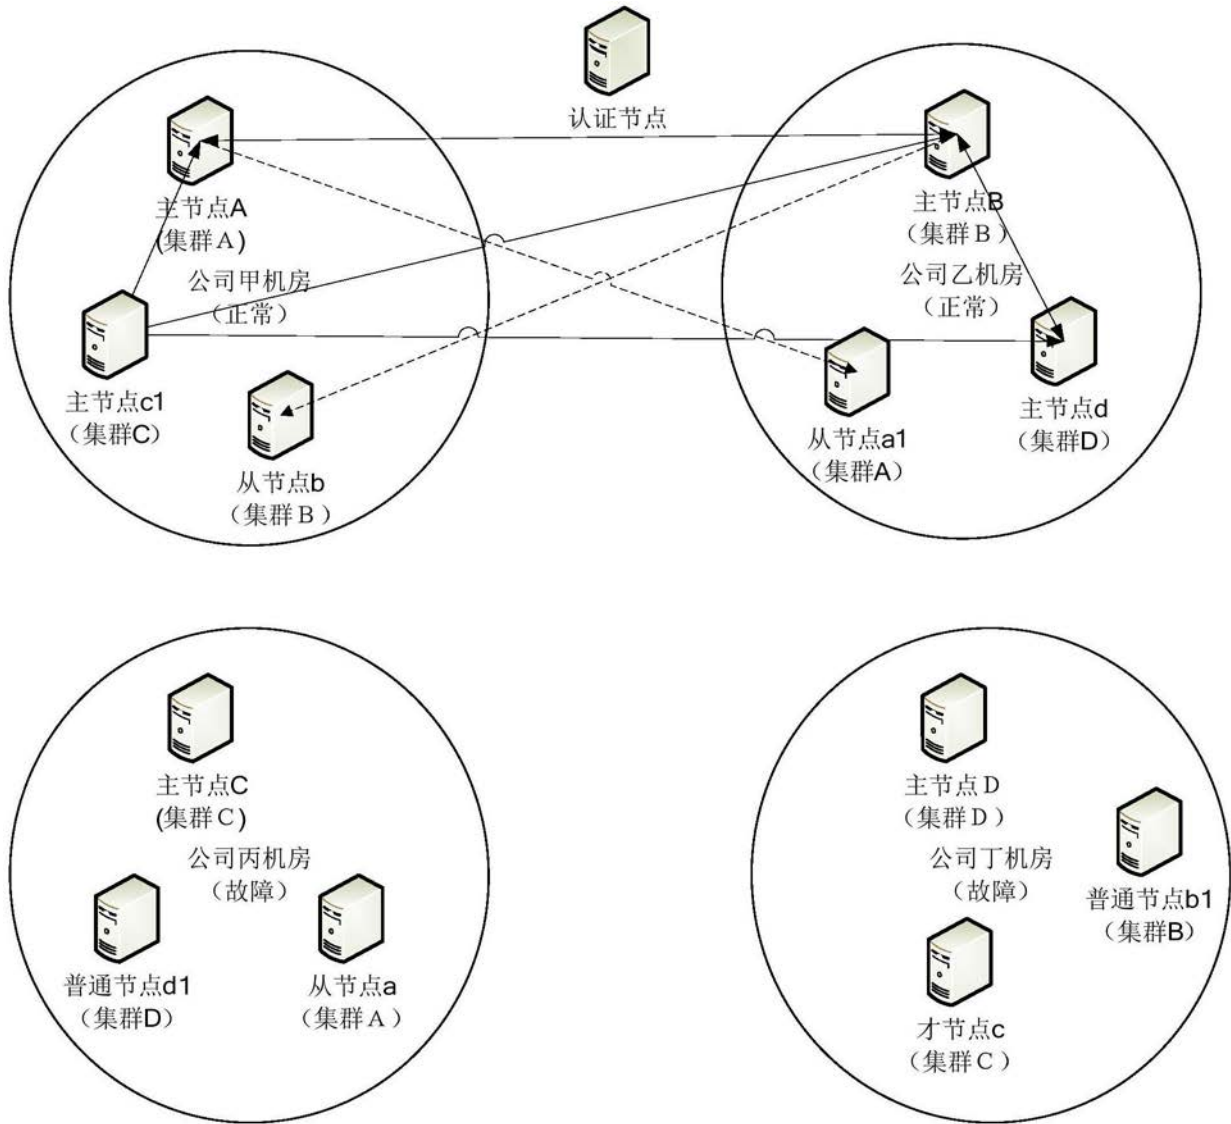 认证节点
主节点A
(集群A)
公司甲机房
（正常）
主节点c1
（集群C）
从节点b
（集群B）
主节点B
（集群B）
公司乙机房
（正常）
从节点a1
（集群A）
主节点d
（集群D）
主节点C
(集群C)
公司丙机房
（故障）
普通节点d1
（集群D）
从节点a
（集群A）
主节点D
（集群D）
公司丁机房
（故障）
普通节点b1
（集群B）
才节点c
（集群C）